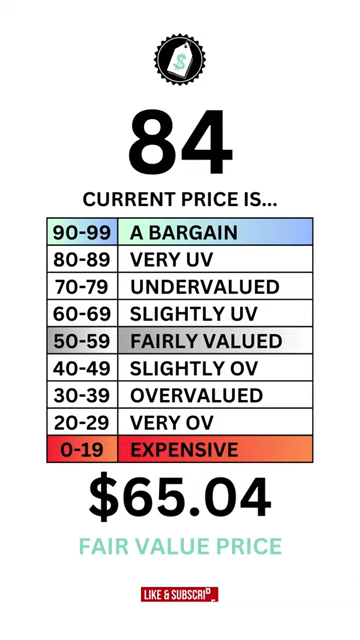 $
84
CURRENT PRICE IS...
90-99 A BARGAIN
80-89 VERY UV
70-79 UNDERVALUED
60-69 SLIGHTLY UV
50-59 FAIRLY VALUED
40-49 SLIGHTLY OV
30-39 OVERVALUED
20-29 VERY OV
0-19 EXPENSIVE
$65.04
FAIR VALUE PRICE
LIKE &